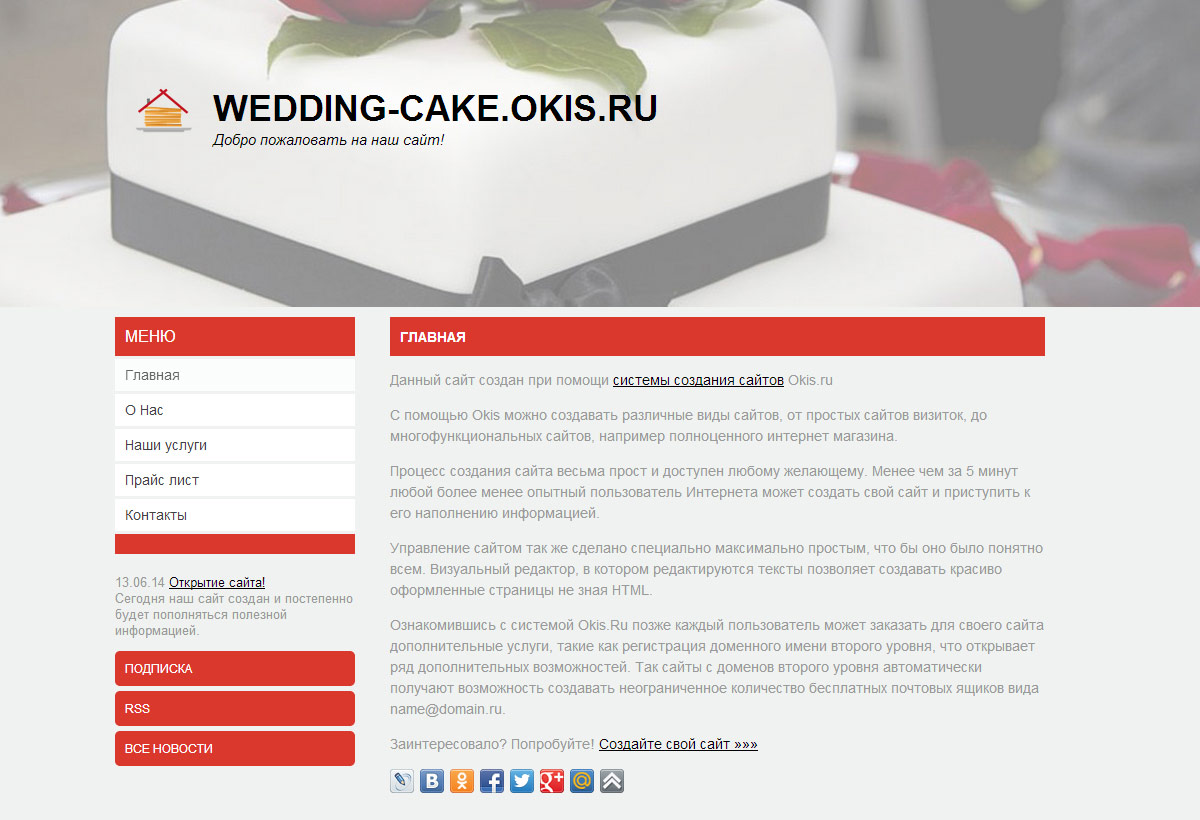 WEDDING-CAKE.OKIS.RU
Добро пожаловать на наш сайт!
МЕНЮ
Главная
О Нас
Наши услуги
Прайс лист
Контакты
13.06.14 Открытие сайта!
Сегодня наш сайт создан и постепенно
будет пополняться полезной
информацией.
ПОДПИСКА
RSS
ВСЕ НОВОСТИ
ГЛАВНАЯ
Данный сайт создан при помощи системы создания сайтов Okis.ru
С помощью Okis можно создавать различные виды сайтов, от простых сайтов визиток, до
многофункциональных сайтов, например полноценного интернет магазина.
Процесс создания сайта весьма прост и доступен любому желающему. Менее чем за 5 минут
любой более менее опытный пользователь Интернета может создать свой сайт и приступить к
его наполнению информацией.
Управление сайтом так же сделано специально максимально простым, что бы оно было понятно
всем. Визуальный редактор, в котором редактируются тексты позволяет создавать красиво
оформленные страницы не зная HTML.
Ознакомившись с системой Okis.Ru позже каждый пользователь может заказать для своего сайта
дополнительные услуги, такие как регистрация доменного имени второго уровня, что открывает
ряд дополнительных возможностей. Так сайты с доменов второго уровня автоматически
получают возможность создавать неограниченное количество бесплатных почтовых ящиков вида
name@domain.ru.
Заинтересовало? Попробуйте! Создайте свой сайт »»»